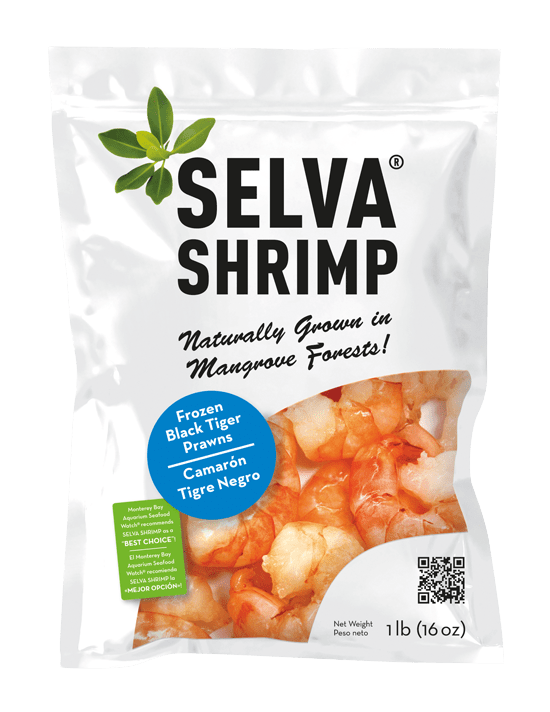 SELVA®
SHRIMP
Naturally Grown in
Mangrove Forests!
Frozen
Black Tiger
Prawns
Camarón
Tigre Negro
Monterey Bay
Aquarium Seafood
Watch® recommends
SELVA SHRIMP as a
"BEST CHOICE"!
El Monterey Bay
Aquarium Seafood
Watch® recomienda
SELVA SHRIMP la
«MEJOR OPCIÓN»!
Net Weight
Peso neto
1 lb (16 oz)